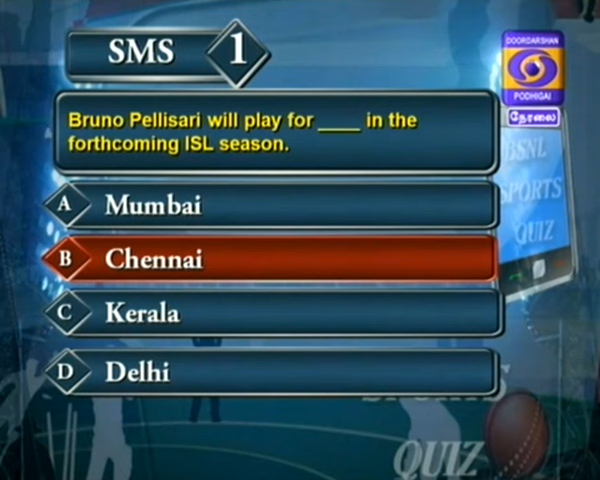 SMS 1
DOORDARSHAN
PODHIGAI
நேரலை
Bruno Pellisari will play for ____ in the
forthcoming ISL season.
BSNL
SPORTS
QUIZ
A Mumbai
B Chennai
C Kerala
D Delhi
SPORTS
QUIZ